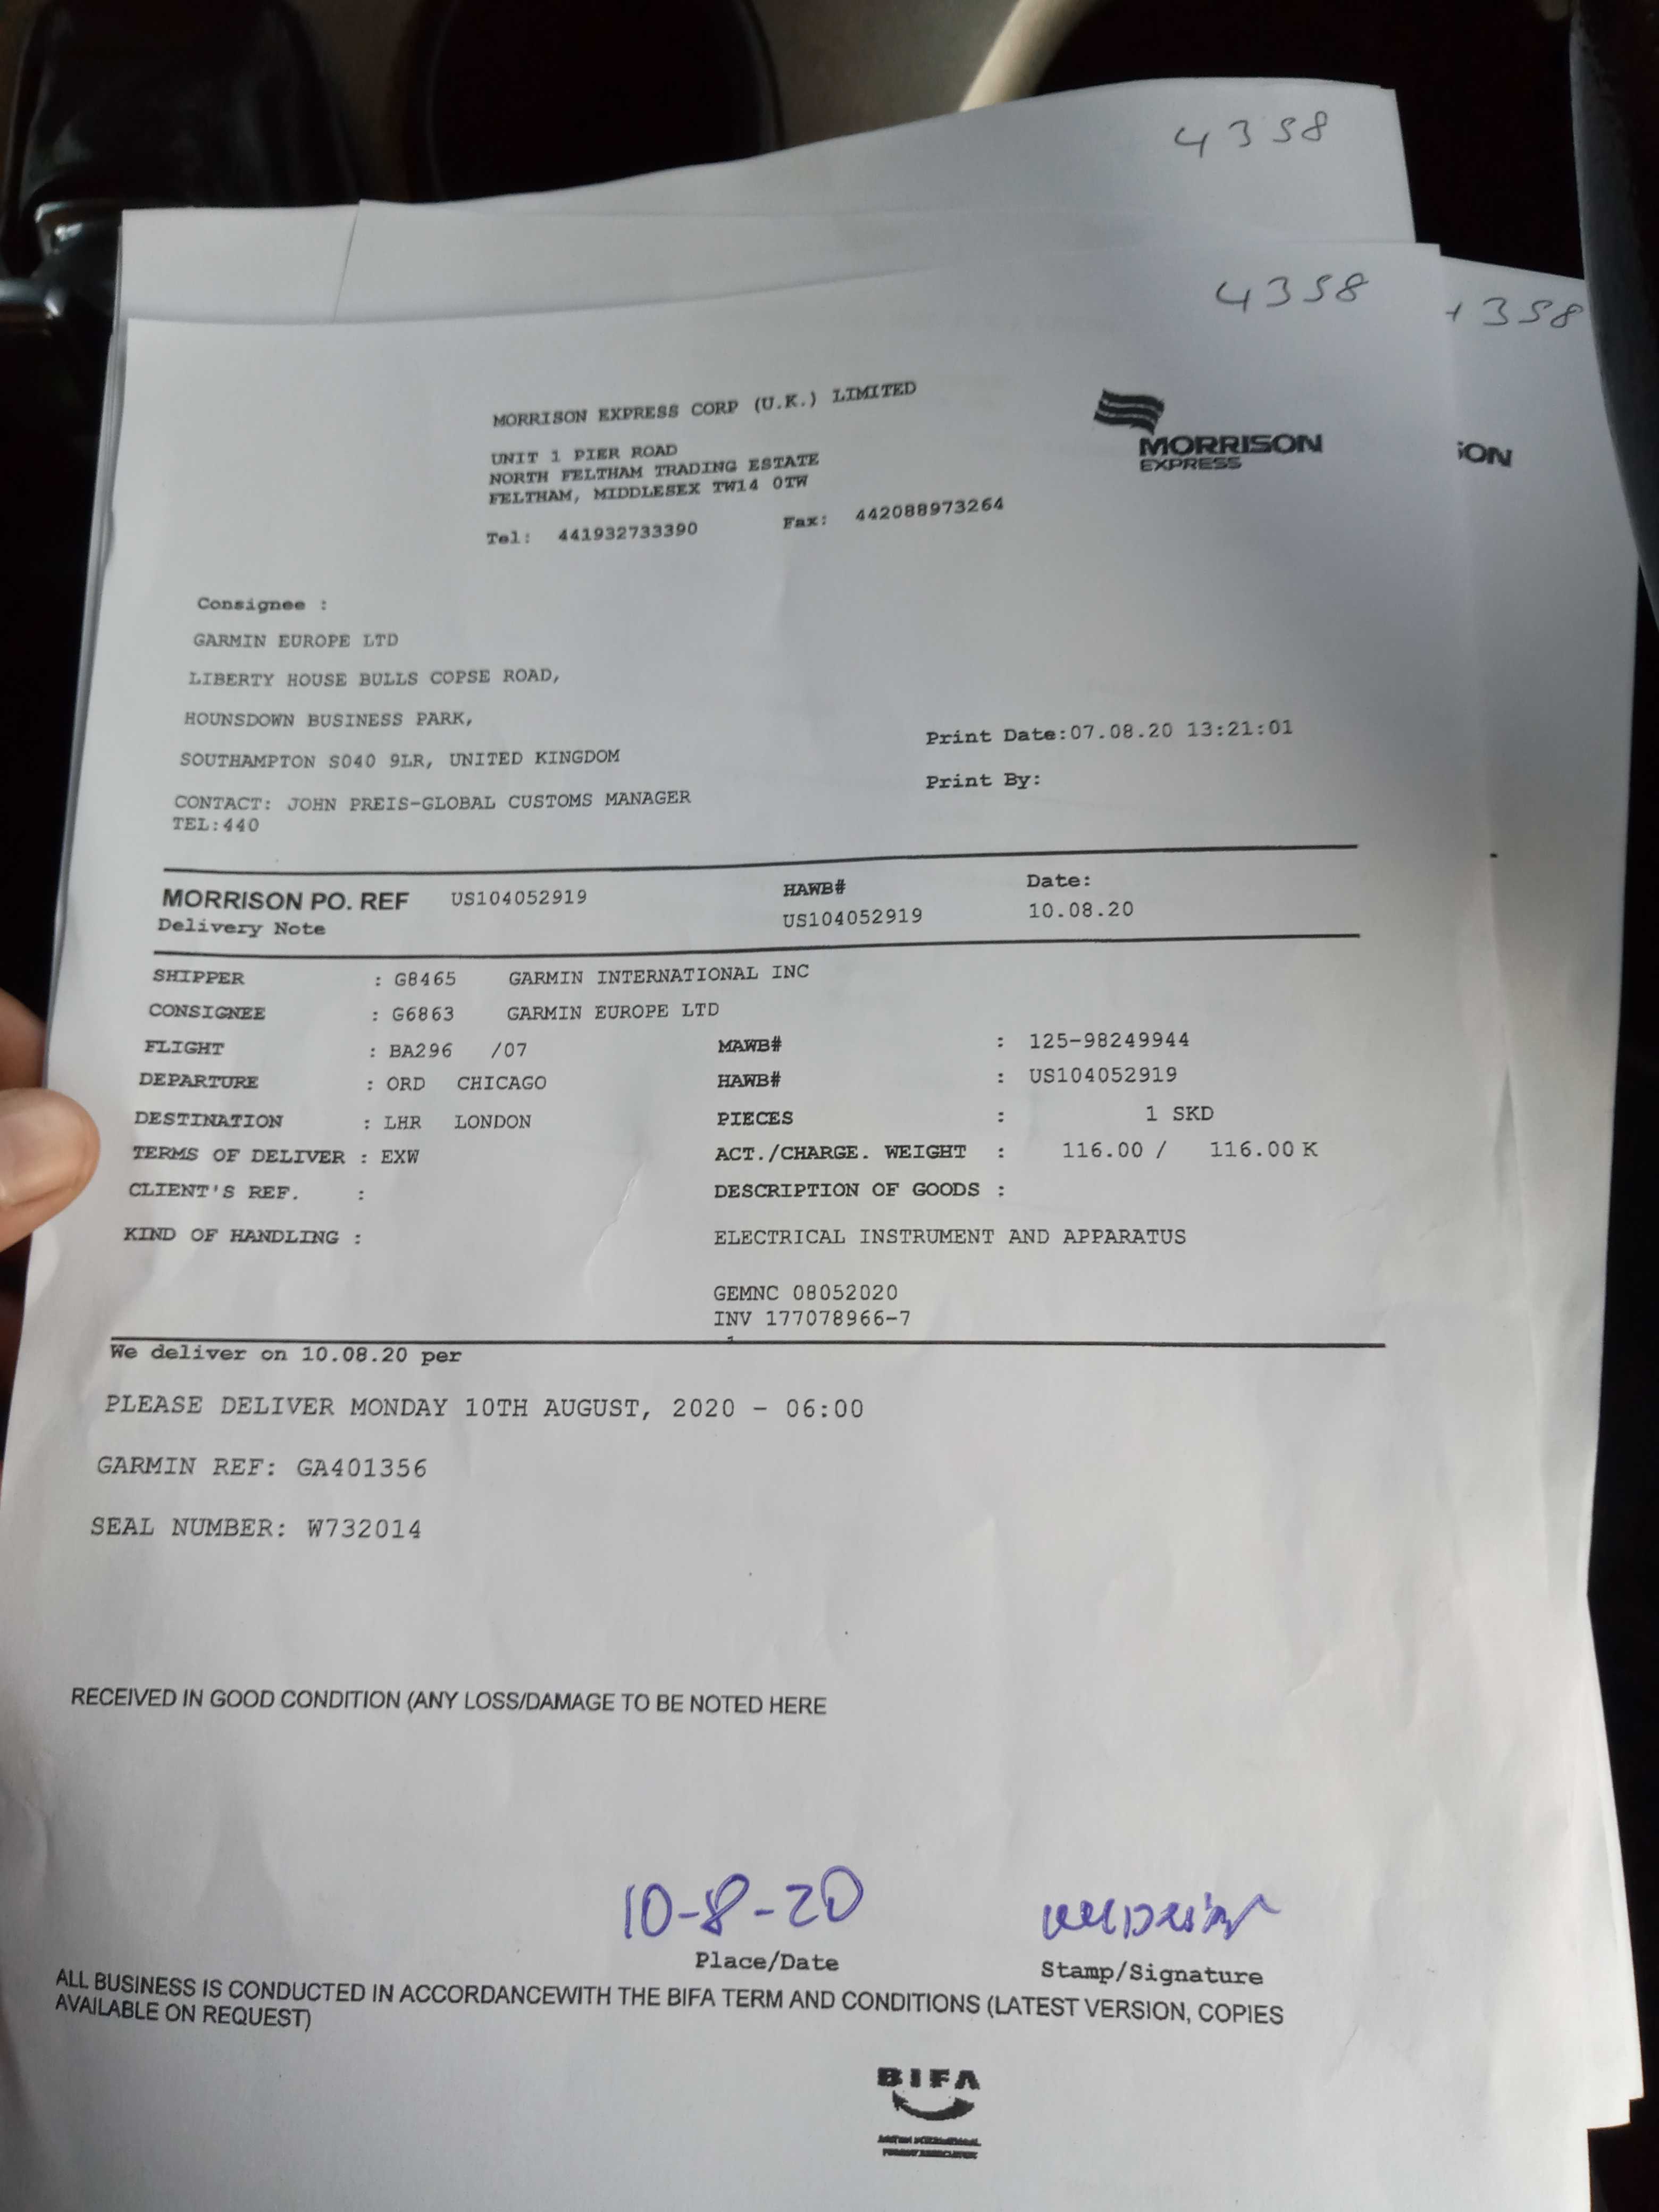 4358
4358
358
MORRISON EXPRESS CORP (U.K.) LIMITED
UNIT 1 PIER ROAD
NORTH FELTHAM TRADING ESTATE
FELTHAM, MIDDLESEX TW14 0TW
Tel: 441932733390 Fax: 442088973264
MORRISON
EXPRESS
ISON
Consignee :
GARMIN EUROPE LTD
LIBERTY HOUSE BULLS COPSE ROAD,
HOUNSDOWN BUSINESS PARK,
SOUTHAMPTON SO40 9LR, UNITED KINGDOM
CONTACT: JOHN PREIS-GLOBAL CUSTOMS MANAGER
TEL:440
Print Date:07.08.20 13:21:01
Print By:
MORRISON PO. REF US104052919 HAWB# Date:
Delivery Note US104052919 10.08.20
SHIPPER : G8465 GARMIN INTERNATIONAL INC
CONSIGNEE : G6863 GARMIN EUROPE LTD
FLIGHT : BA296 /07 MAWB# : 125-98249944
DEPARTURE : ORD CHICAGO HAWB# : US104052919
DESTINATION : LHR LONDON PIECES : 1 SKD
TERMS OF DELIVER : EXW ACT./CHARGE. WEIGHT : 116.00 / 116.00 K
CLIENT'S REF. : DESCRIPTION OF GOODS :
KIND OF HANDLING : ELECTRICAL INSTRUMENT AND APPARATUS
GEMNC 08052020
INV 177078966-7
We deliver on 10.08.20 per
PLEASE DELIVER MONDAY 10TH AUGUST, 2020 - 06:00
GARMIN REF: GA401356
SEAL NUMBER: W732014
RECEIVED IN GOOD CONDITION (ANY LOSS/DAMAGE TO BE NOTED HERE
10-8-20
Place/Date Stamp/Signature
ALL BUSINESS IS CONDUCTED IN ACCORDANCEWITH THE BIFA TERM AND CONDITIONS (LATEST VERSION, COPIES
AVAILABLE ON REQUEST)
BIFA